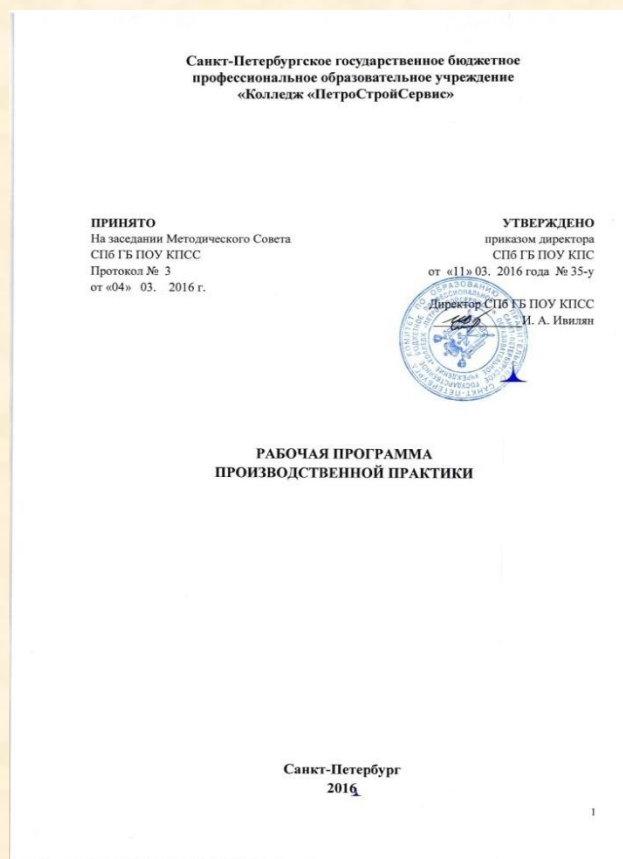 Санкт-Петербургское государственное бюджетное
профессиональное образовательное учреждение
«Колледж «ПетроСтройСервис»
ПРИНЯТО
На заседании Методического Совета
СПб ГБ ПОУ КПСС
Протокол № 3
от «04» 03. 2016 г.
УТВЕРЖДЕНО
приказом директора
СПб ГБ ПОУ КПС
от «11» 03. 2016 года № 35-у
Директор СПб ГБ ПОУ КПСС
И. А. Ивилян
РАБОЧАЯ ПРОГРАММА
ПРОИЗВОДСТВЕННОЙ ПРАКТИКИ
Санкт-Петербург
2016
1